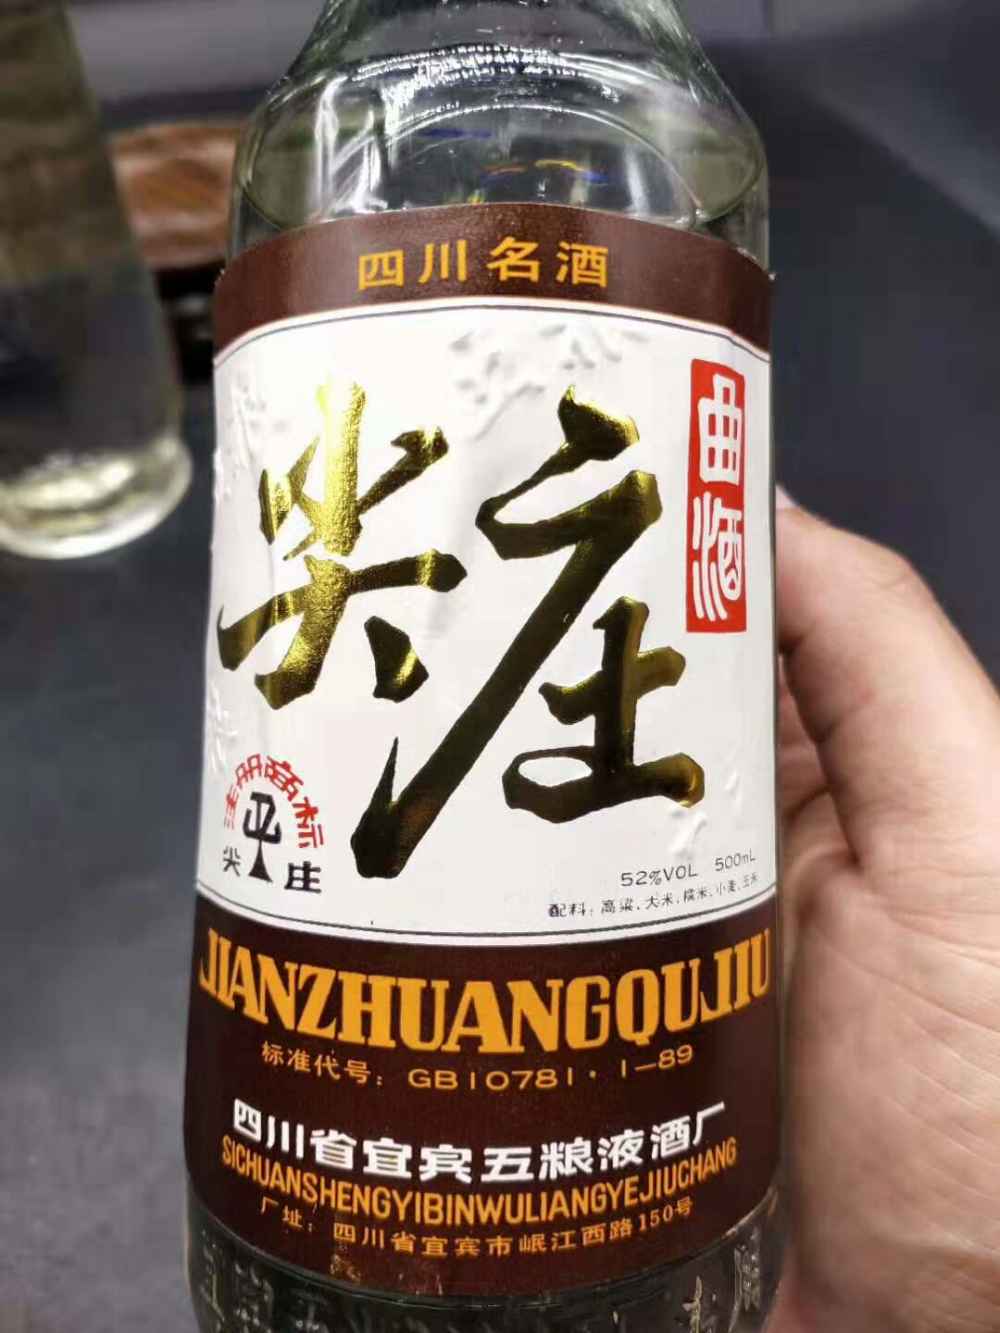 四川名酒
尖庄
曲酒
注册商标
尖庄
52%VOL 500mL
配料：高粱、大米、糯米、小麦、玉米
JIANZHUANGQUJIU
标准代号：GB10781·1-89
四川省宜宾五粮液酒厂
SICHUANSHENGYIBINWULIANGYEJIUCHANG
厂址：四川省宜宾市岷江西路150号